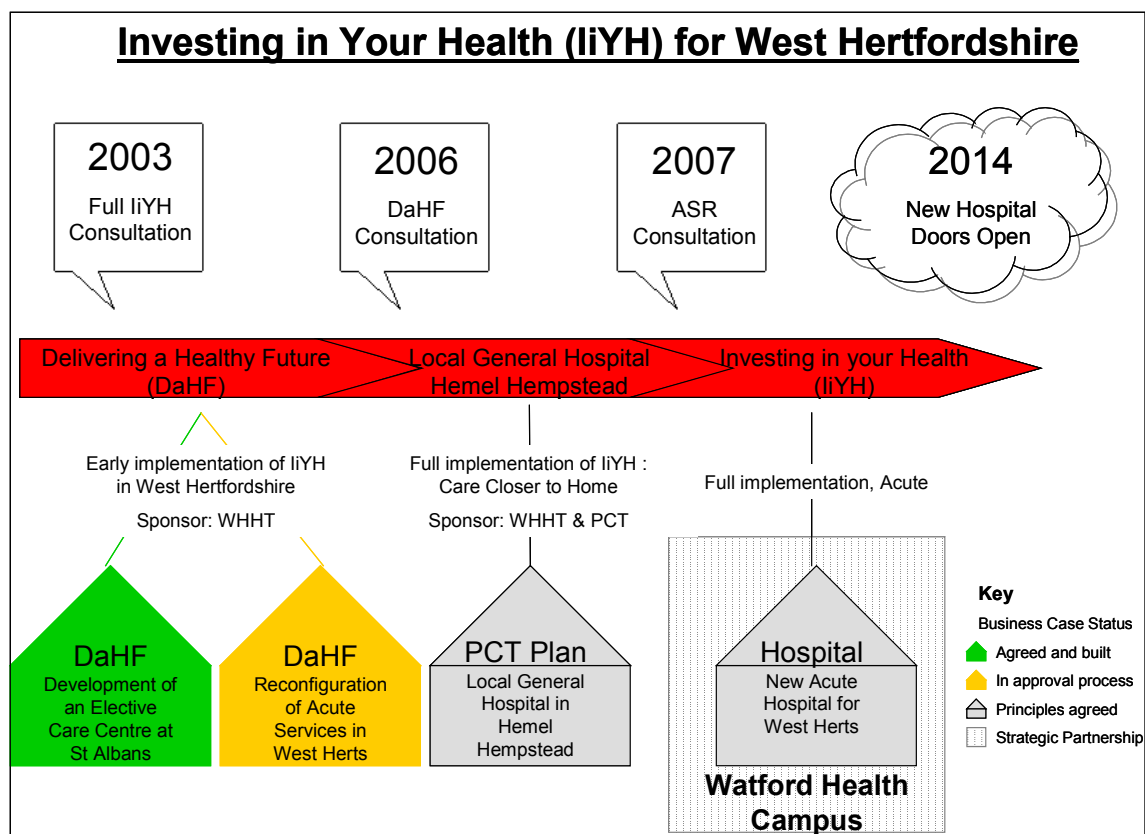 Investing in Your Health (IiYH) for West Hertfordshire
2003
Full IiYH
Consultation
2006
DaHF
Consultation
2007
ASR
Consultation
2014
New Hospital
Doors Open
Delivering a Healthy Future
(DaHF)
Local General Hospital
Hemel Hempstead
Investing in your Health
(IiYH)
Early implementation of IiYH
in West Hertfordshire
Sponsor: WHHT
Full implementation of IiYH :
Care Closer to Home
Sponsor: WHHT & PCT
Full implementation, Acute
DaHF
Development of
an Elective
Care Centre at
St Albans
DaHF
Reconfiguration
of Acute
Services in
West Herts
PCT Plan
Local General
Hospital in
Hemel
Hempstead
Hospital
New Acute
Hospital for
West Herts
Watford Health
Campus
Key
Business Case Status
Agreed and built
In approval process
Principles agreed
Strategic Partnership